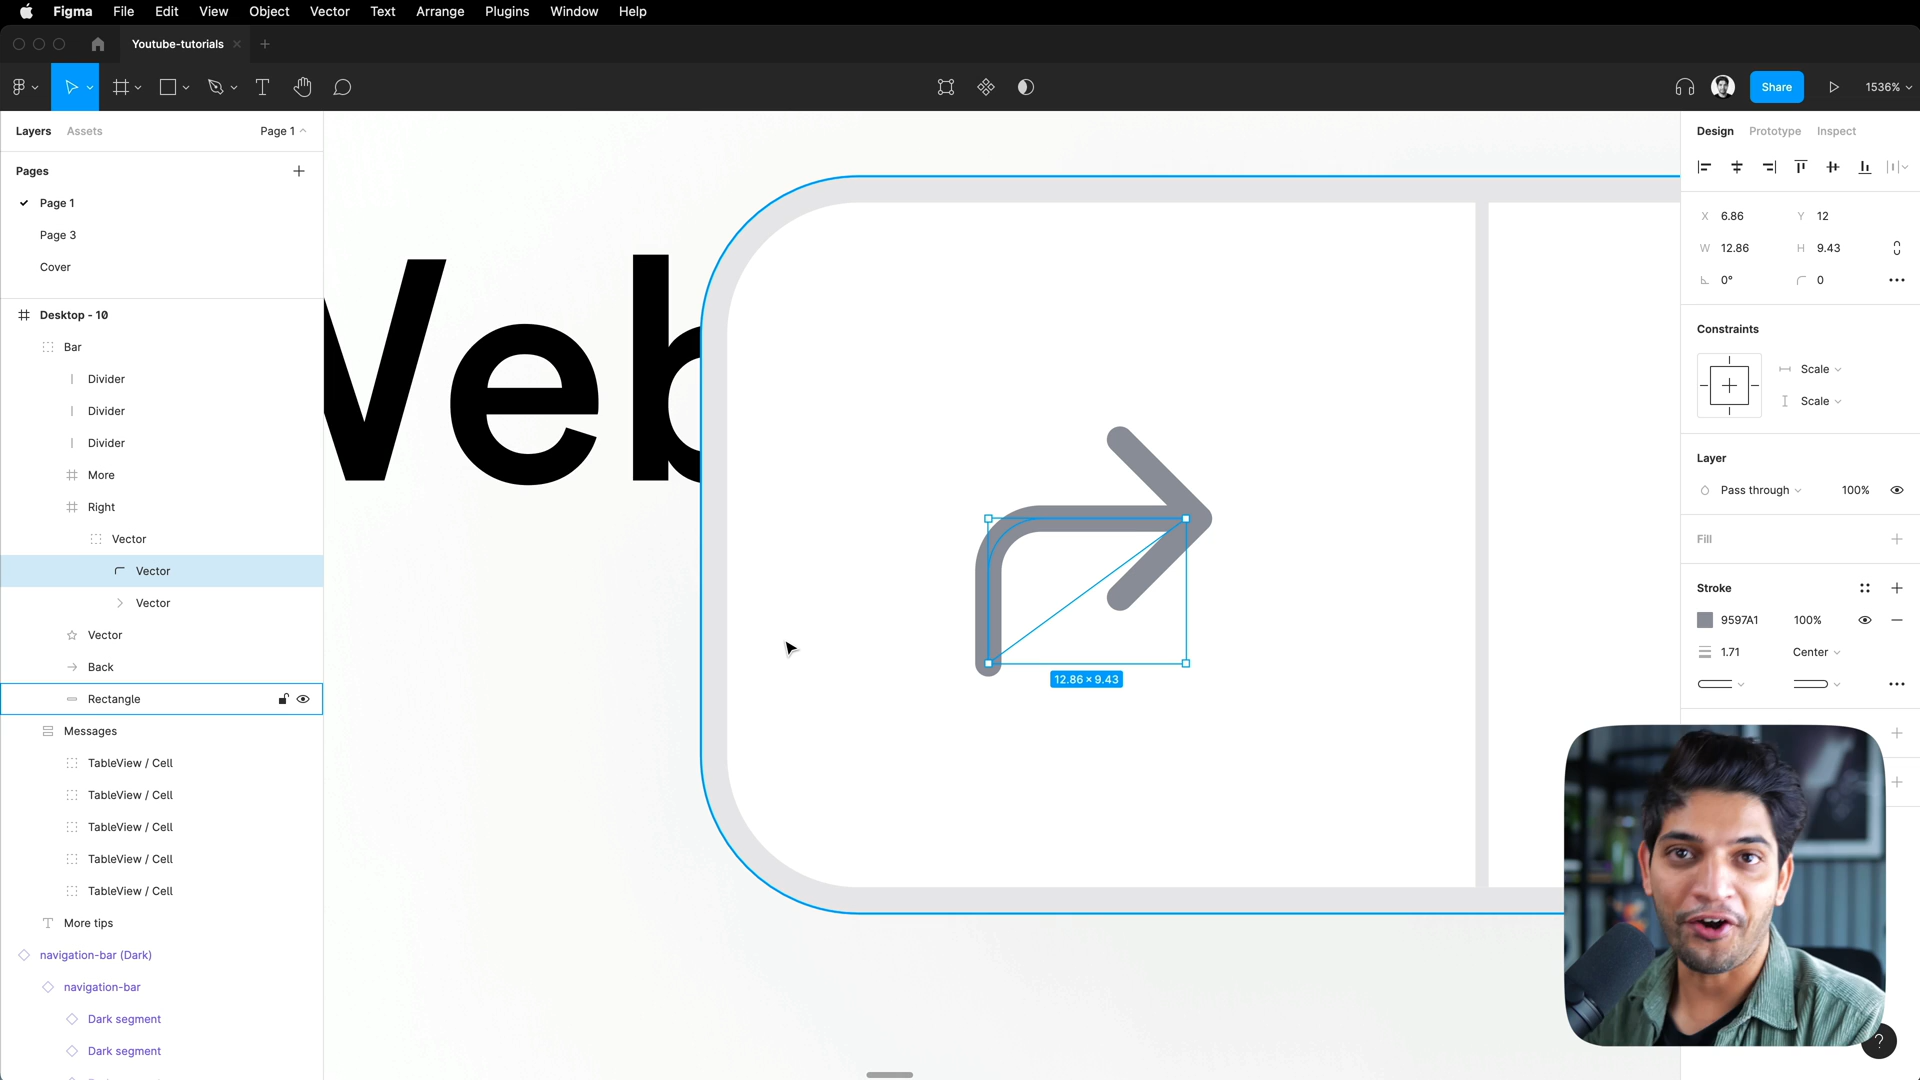 Figma File Edit View Object Vector Text Arrange Plugins Window Help
Youtube-tutorials
Share
1536%
Layers Assets Page 1
Pages
Page 1
Page 3
Cover
Desktop - 10
Bar
Divider
Divider
Divider
More
Right
Vector
Vector
Vector
Vector
Back
Rectangle
Messages
TableView / Cell
TableView / Cell
TableView / Cell
TableView / Cell
TableView / Cell
More tips
navigation-bar (Dark)
navigation-bar
Dark segment
Dark segment
Web
12.86 × 9.43
Design Prototype Inspect
X 6.86 Y 12
W 12.86 H 9.43
0° 0
Constraints
Scale
Scale
Layer
Pass through 100%
Fill
Stroke
9597A1 100%
1.71 Center
?